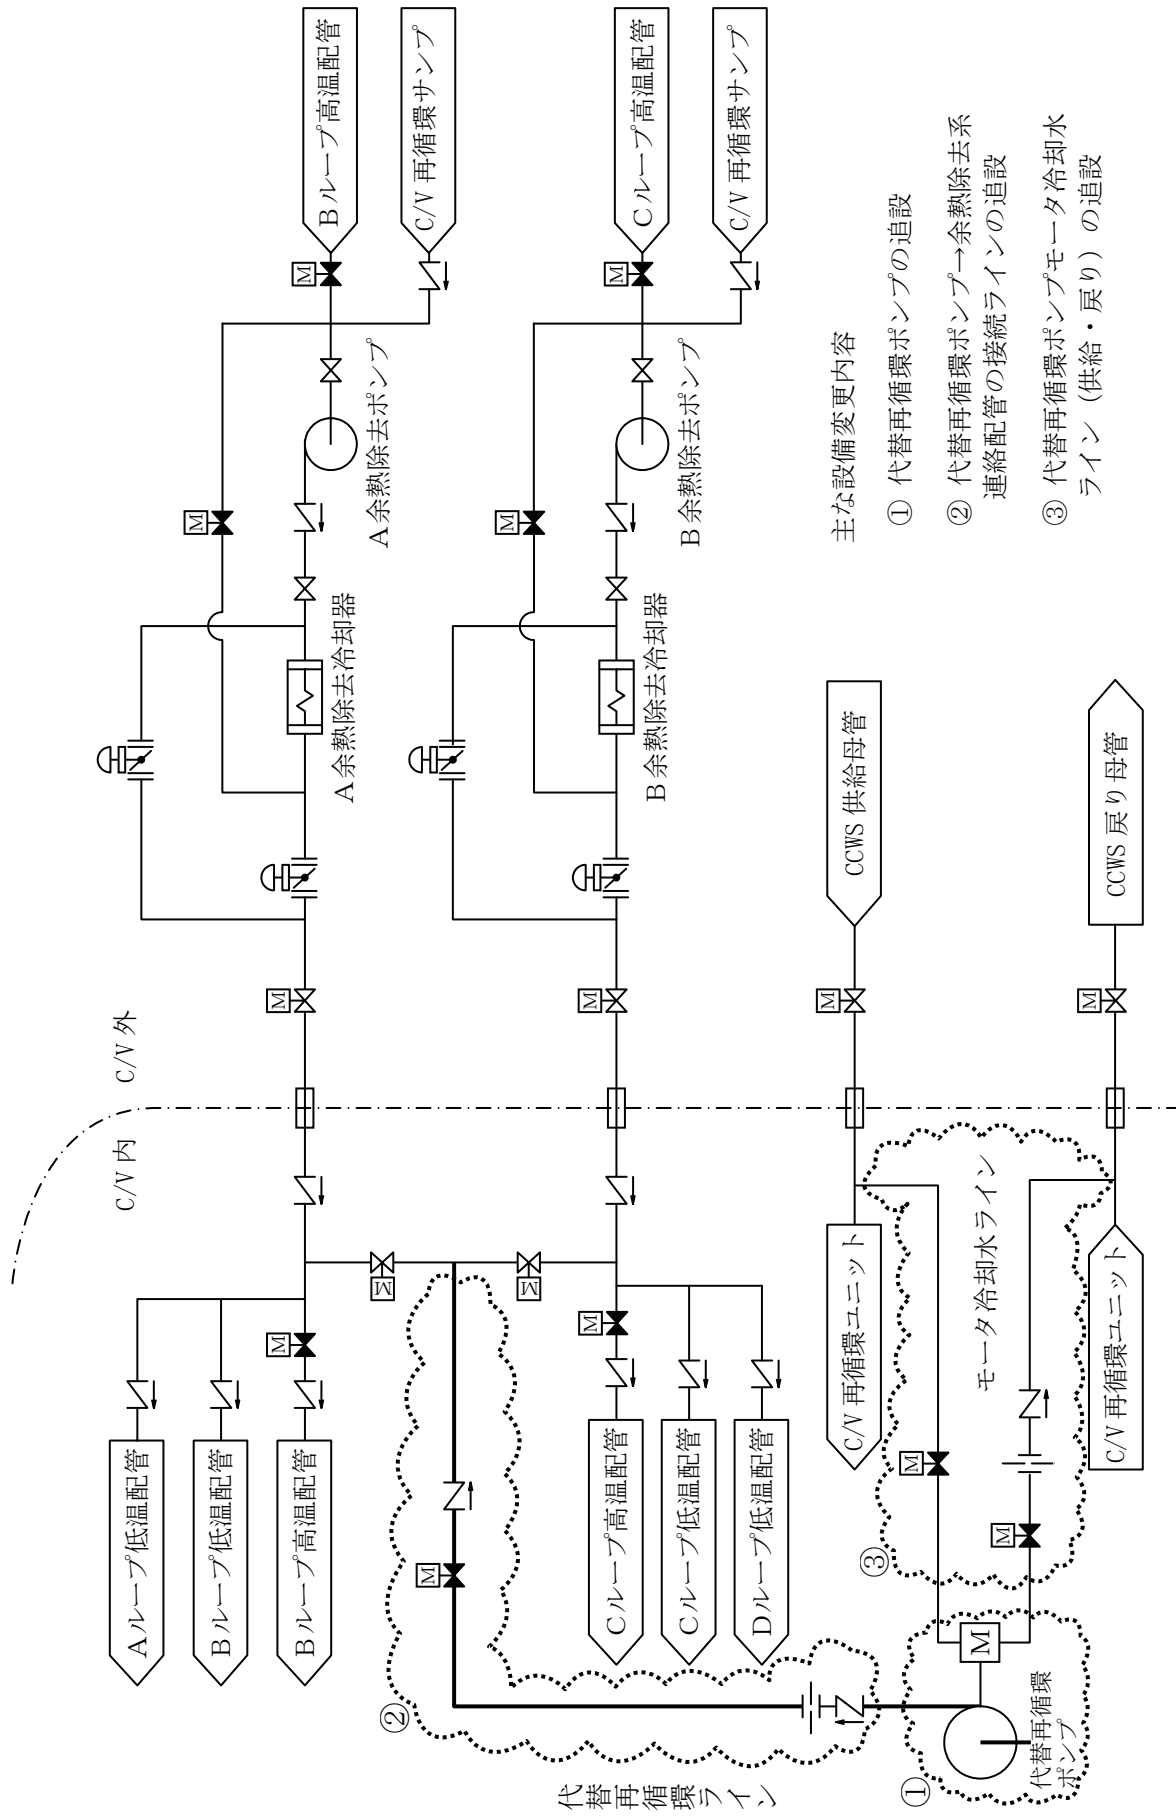 Bループ高温配管
C/V 再循環サンプ
M
A余熱除去ポンプ
M
A余熱除去冷却器
M
C/V 外
C/V 内
M
Aループ低温配管
Bループ低温配管
Bループ高温配管
Cループ高温配管
C/V 再循環サンプ
M
B余熱除去ポンプ
M
B余熱除去冷却器
M
M
M
M
Cループ高温配管
Cループ低温配管
Dループ低温配管
M
②
代替再循環ライン
CCWS 供給母管
M
C/V 再循環ユニット
CCWS 戻り母管
M
C/V 再循環ユニット
モータ冷却水ライン
M
M
③
M
代替再循環
ポンプ
①
主な設備変更内容
① 代替再循環ポンプの追設
② 代替再循環ポンプ→余熱除去系
連絡配管の接続ラインの追設
③ 代替再循環ポンプモータ冷却水
ライン（供給・戻り）の追設